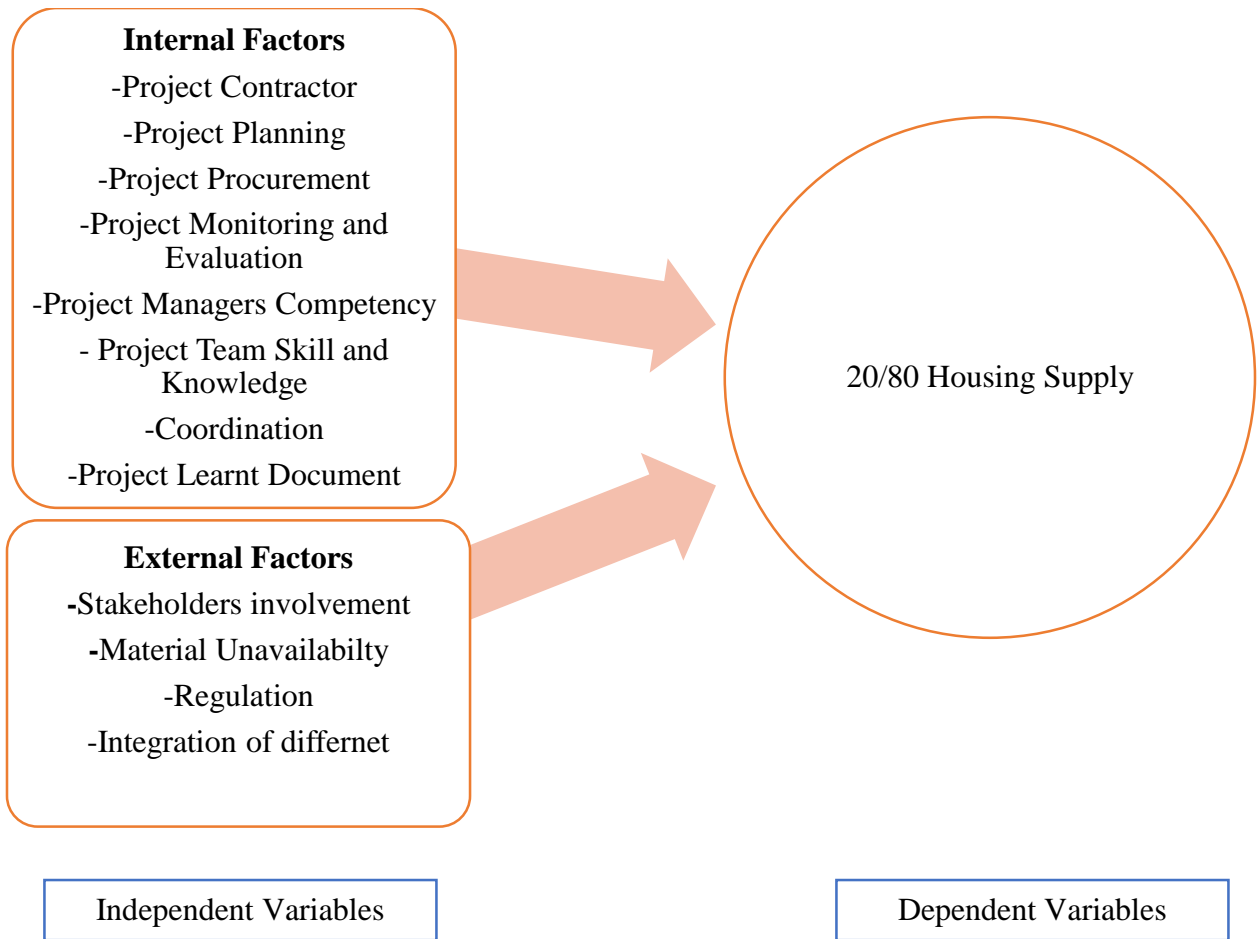 Internal Factors
-Project Contractor
-Project Planning
-Project Procurement
-Project Monitoring and
Evaluation
-Project Managers Competency
- Project Team Skill and
Knowledge
-Coordination
-Project Learnt Document
External Factors
-Stakeholders involvement
-Material Unavailabilty
-Regulation
-Integration of differnet
20/80 Housing Supply
Independent Variables
Dependent Variables